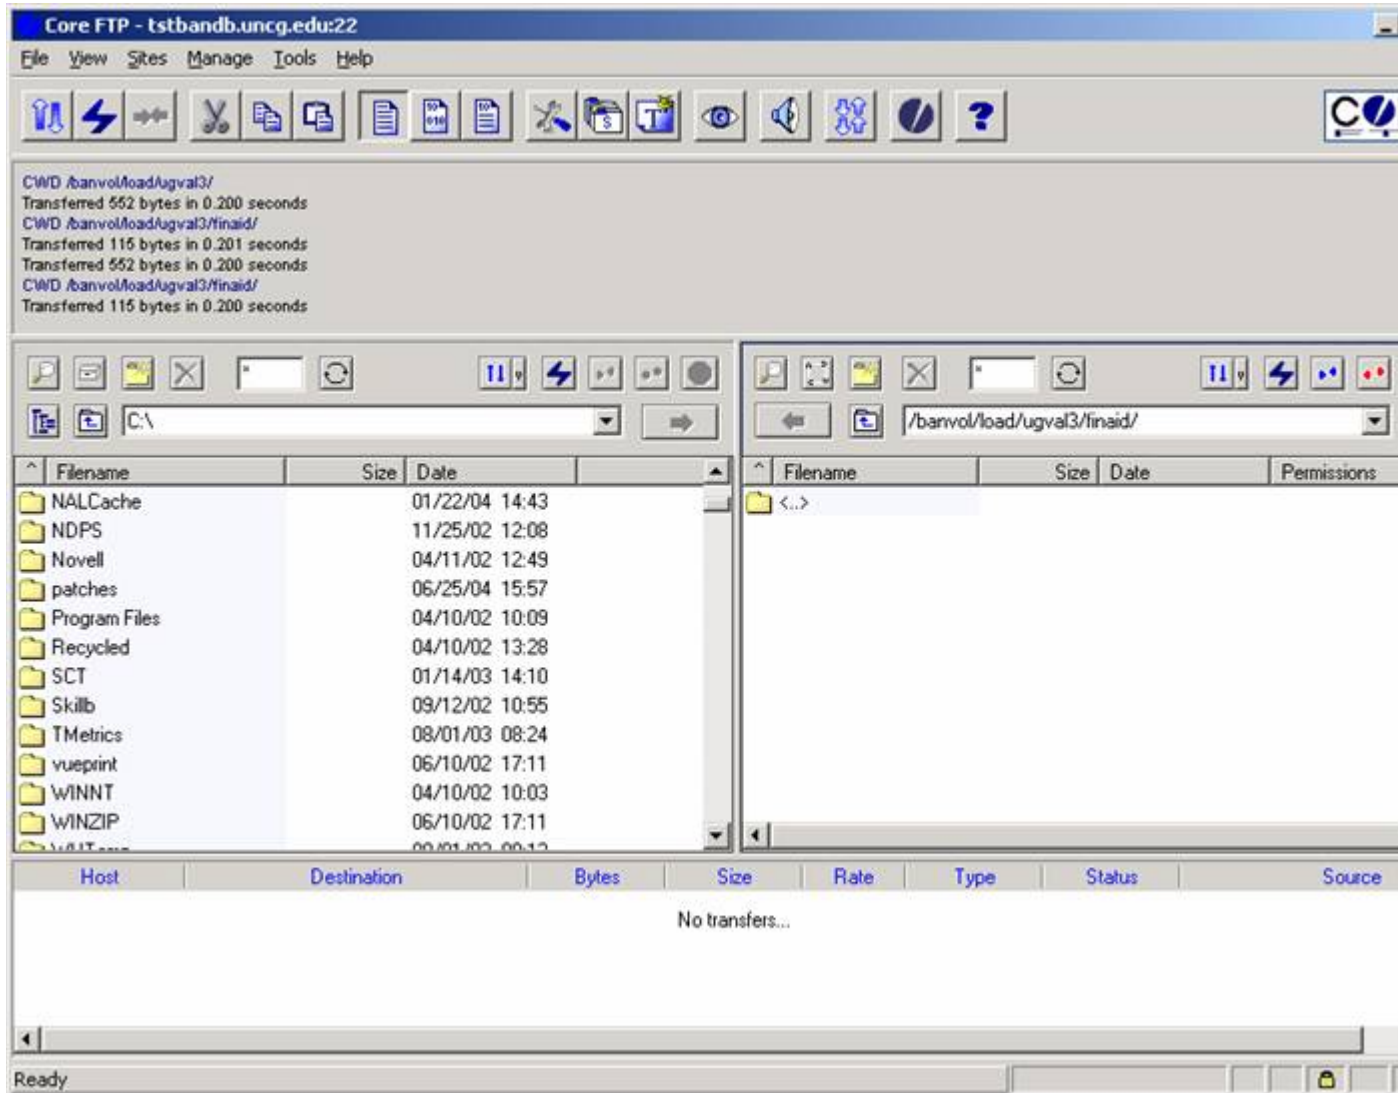 Core FTP - tstbandb.uncg.edu:22
File View Sites Manage Tools Help
CWD /banvol/load/ugval3/
Transferred 552 bytes in 0.200 seconds
CWD /banvol/load/ugval3/finaid/
Transferred 115 bytes in 0.201 seconds
Transferred 552 bytes in 0.200 seconds
CWD /banvol/load/ugval3/finaid/
Transferred 115 bytes in 0.200 seconds
C:\
/banvol/load/ugval3/finaid/
^ Filename Size Date
^ Filename Size Date Permissions
NALCache 01/22/04 14:43
<..>
NDPS 11/25/02 12:08
Novell 04/11/02 12:49
patches 06/25/04 15:57
Program Files 04/10/02 10:09
Recycled 04/10/02 13:28
SCT 01/14/03 14:10
Skillb 09/12/02 10:55
TMetrics 08/01/03 08:24
vueprint 06/10/02 17:11
WINNT 04/10/02 10:03
WINZIP 06/10/02 17:11
Host Destination Bytes Size Rate Type Status Source
No transfers...
Ready